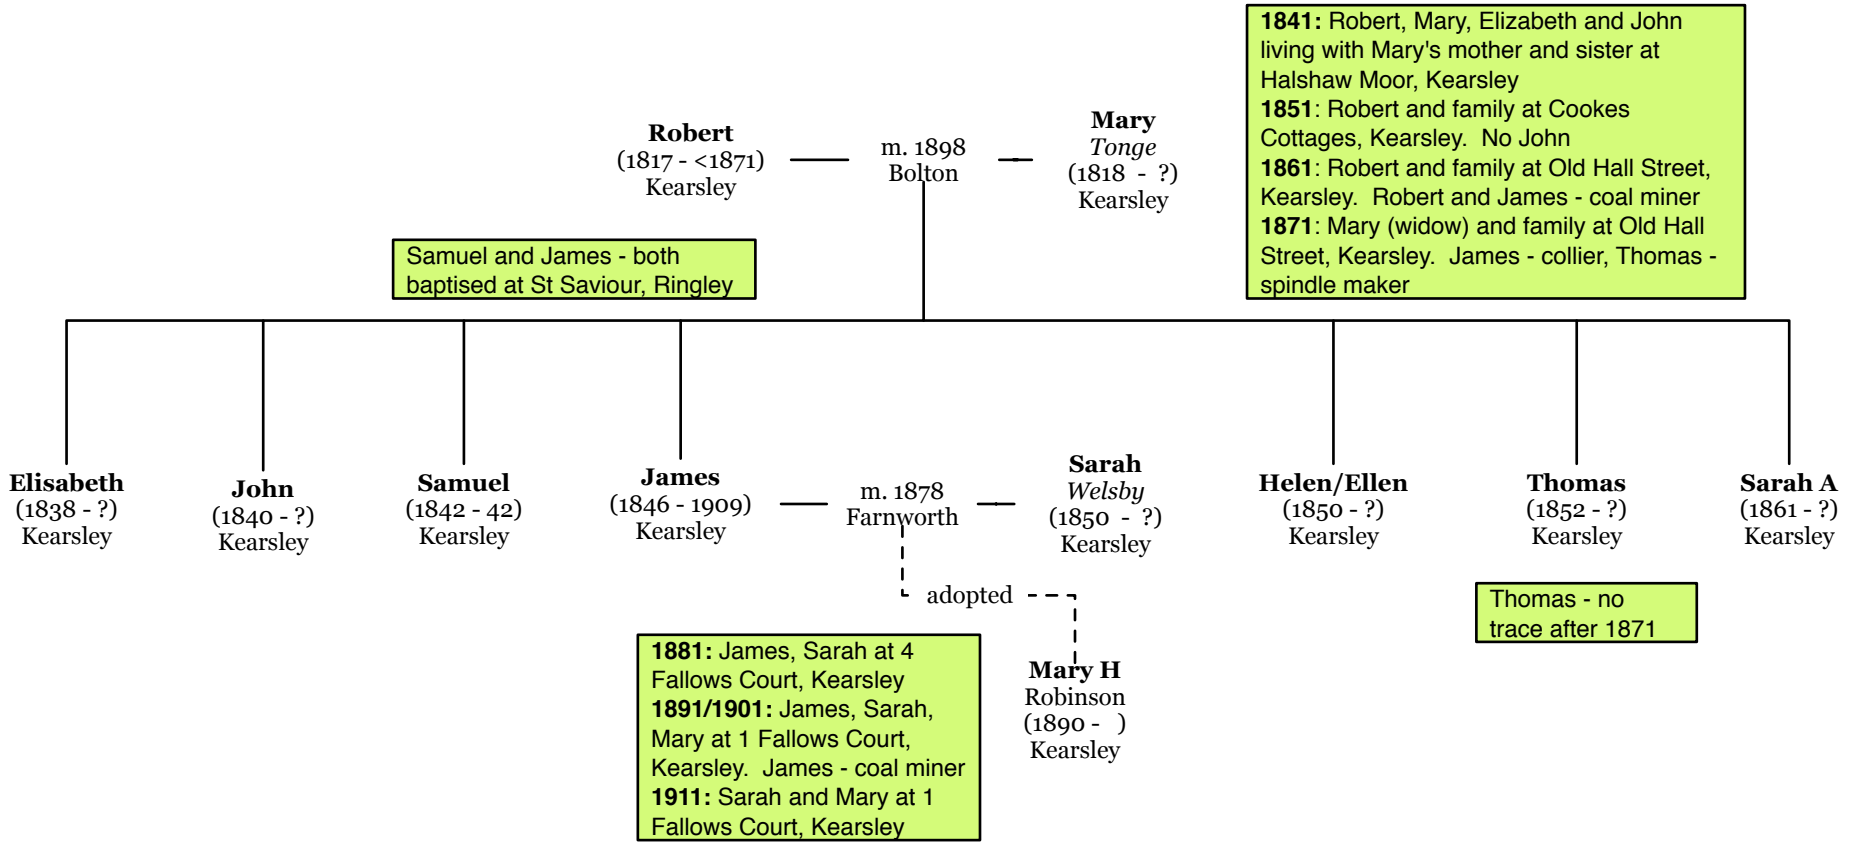 1841: Robert, Mary, Elizabeth and John
living with Mary's mother and sister at
Halshaw Moor, Kearsley
1851: Robert and family at Cookes
Cottages, Kearsley.  No John
1861: Robert and family at Old Hall Street,
Kearsley.  Robert and James - coal miner
1871: Mary (widow) and family at Old Hall
Street, Kearsley.  James - collier, Thomas -
spindle maker
Robert
(1817 - <1871)
Kearsley
m. 1898
Bolton
Mary
Tonge
(1818 - ?)
Kearsley
Samuel and James - both
baptised at St Saviour, Ringley
Elisabeth
(1838 - ?)
Kearsley
John
(1840 - ?)
Kearsley
Samuel
(1842 - 42)
Kearsley
James
(1846 - 1909)
Kearsley
m. 1878
Farnworth
Sarah
Welsby
(1850 - ?)
Kearsley
Helen/Ellen
(1850 - ?)
Kearsley
Thomas
(1852 - ?)
Kearsley
Sarah A
(1861 - ?)
Kearsley
adopted
Thomas - no
trace after 1871
1881: James, Sarah at 4
Fallows Court, Kearsley
1891/1901: James, Sarah,
Mary at 1 Fallows Court,
Kearsley.  James - coal miner
1911: Sarah and Mary at 1
Fallows Court, Kearsley
Mary H
Robinson
(1890 -  )
Kearsley